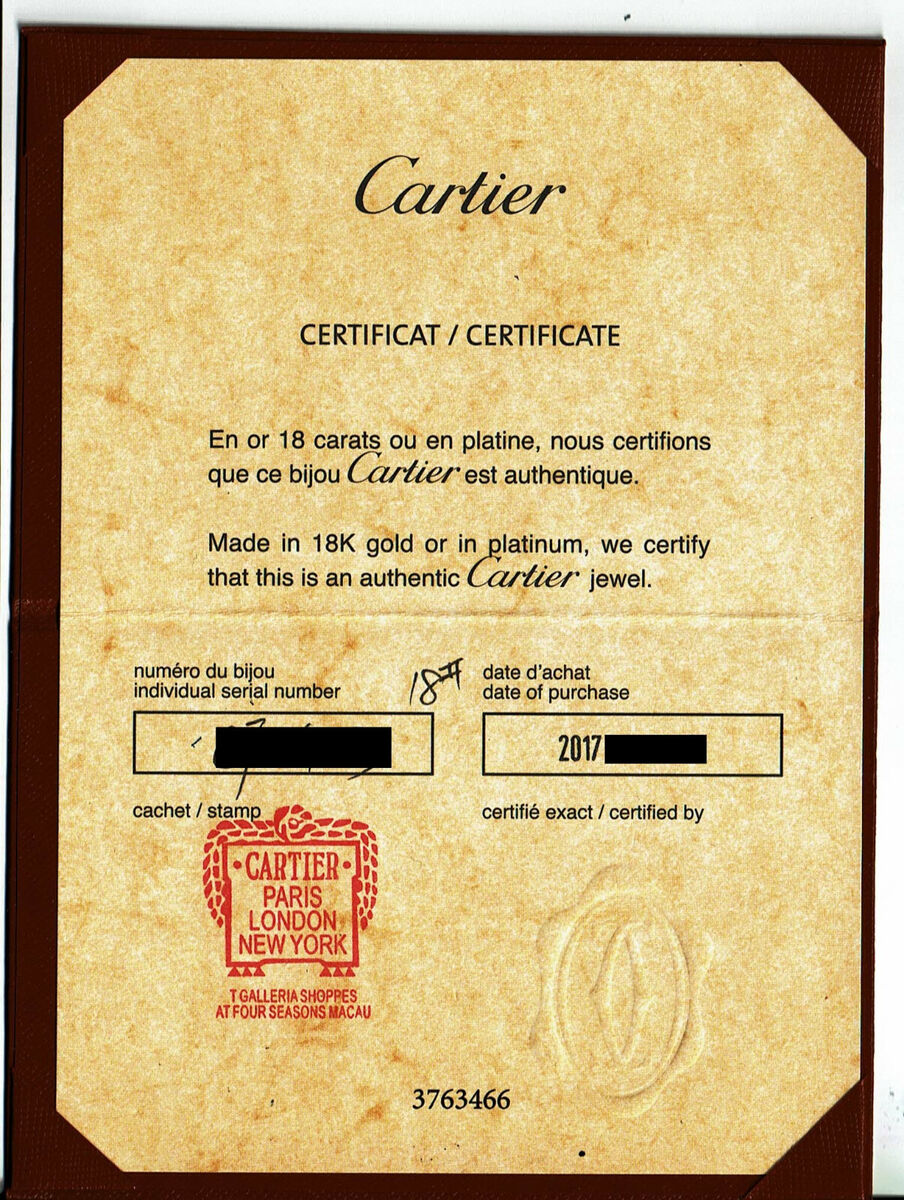 Cartier
CERTIFICAT / CERTIFICATE
En or 18 carats ou en platine, nous certifions
que ce bijou Cartier est authentique.
Made in 18K gold or in platinum, we certify
that this is an authentic Cartier jewel.
numéro du bijou
individual serial number
18#
date d'achat
date of purchase
2017
cachet / stamp
certifié exact / certified by
·CARTIER·
PARIS
LONDON
NEW YORK
T GALLERIA SHOPPES
AT FOUR SEASONS MACAU
3763466